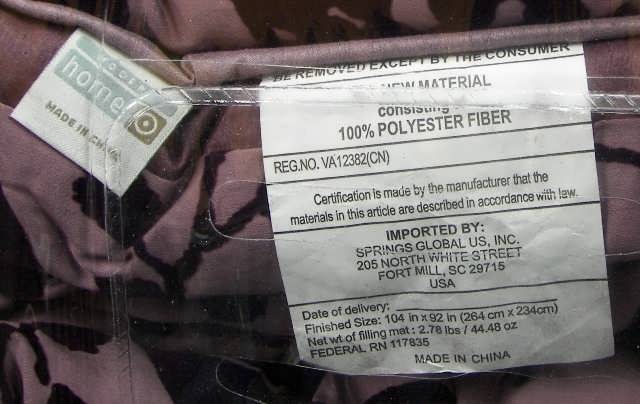 home
MADE IN CHINA
BE REMOVED EXCEPT BY THE CONSUMER
NEW MATERIAL
consisting
100% POLYESTER FIBER
REG.NO. VA12382(CN)
Certification is made by the manufacturer that the
materials in this article are described in accordance with law.
IMPORTED BY:
SPRINGS GLOBAL US, INC.
205 NORTH WHITE STREET
FORT MILL, SC 29715
USA
Date of delivery:
Finished Size: 104 in x 92 in (264 cm x 234cm)
Net wt of filling mat : 2.78 lbs / 44.48 oz
FEDERAL RN 117835
MADE IN CHINA